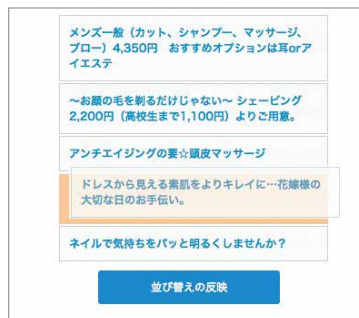 メンズ一般（カット、シャンプー、マッサージ、
ブロー）4,350円　おすすめオプションは耳orア
イエステ
～お顔の毛を剃るだけじゃない～ シェービング
2,200円（高校生まで1,100円）よりご用意。
アンチエイジングの要☆頭皮マッサージ
ドレスから見える素肌をよりキレイに…花嫁様の
大切な日のお手伝い。
ネイルで気持ちをパッと明るくしませんか？
並び替えの反映